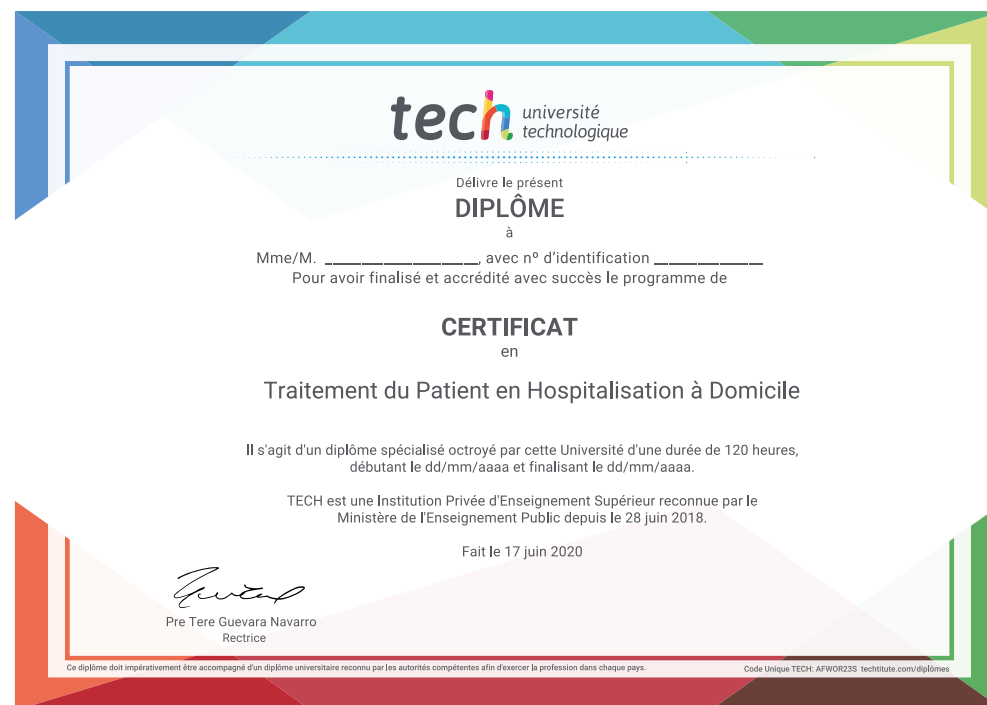 tech université
technologique
Délivre le présent
DIPLÔME
à
Mme/M. ____________________, avec nº d'identification ______________
Pour avoir finalisé et accrédité avec succès le programme de
CERTIFICAT
en
Traitement du Patient en Hospitalisation à Domicile
Il s'agit d'un diplôme spécialisé octroyé par cette Université d'une durée de 120 heures,
débutant le dd/mm/aaaa et finalisant le dd/mm/aaaa.
TECH est une Institution Privée d'Enseignement Supérieur reconnue par le
Ministère de l'Enseignement Public depuis le 28 juin 2018.
Fait le 17 juin 2020
Pre Tere Guevara Navarro
Rectrice
Ce diplôme doit impérativement être accompagné d'un diplôme universitaire reconnu par les autorités compétentes afin d'exercer la profession dans chaque pays.
Code Unique TECH: AFWOR23S techtitute.com/diplômes